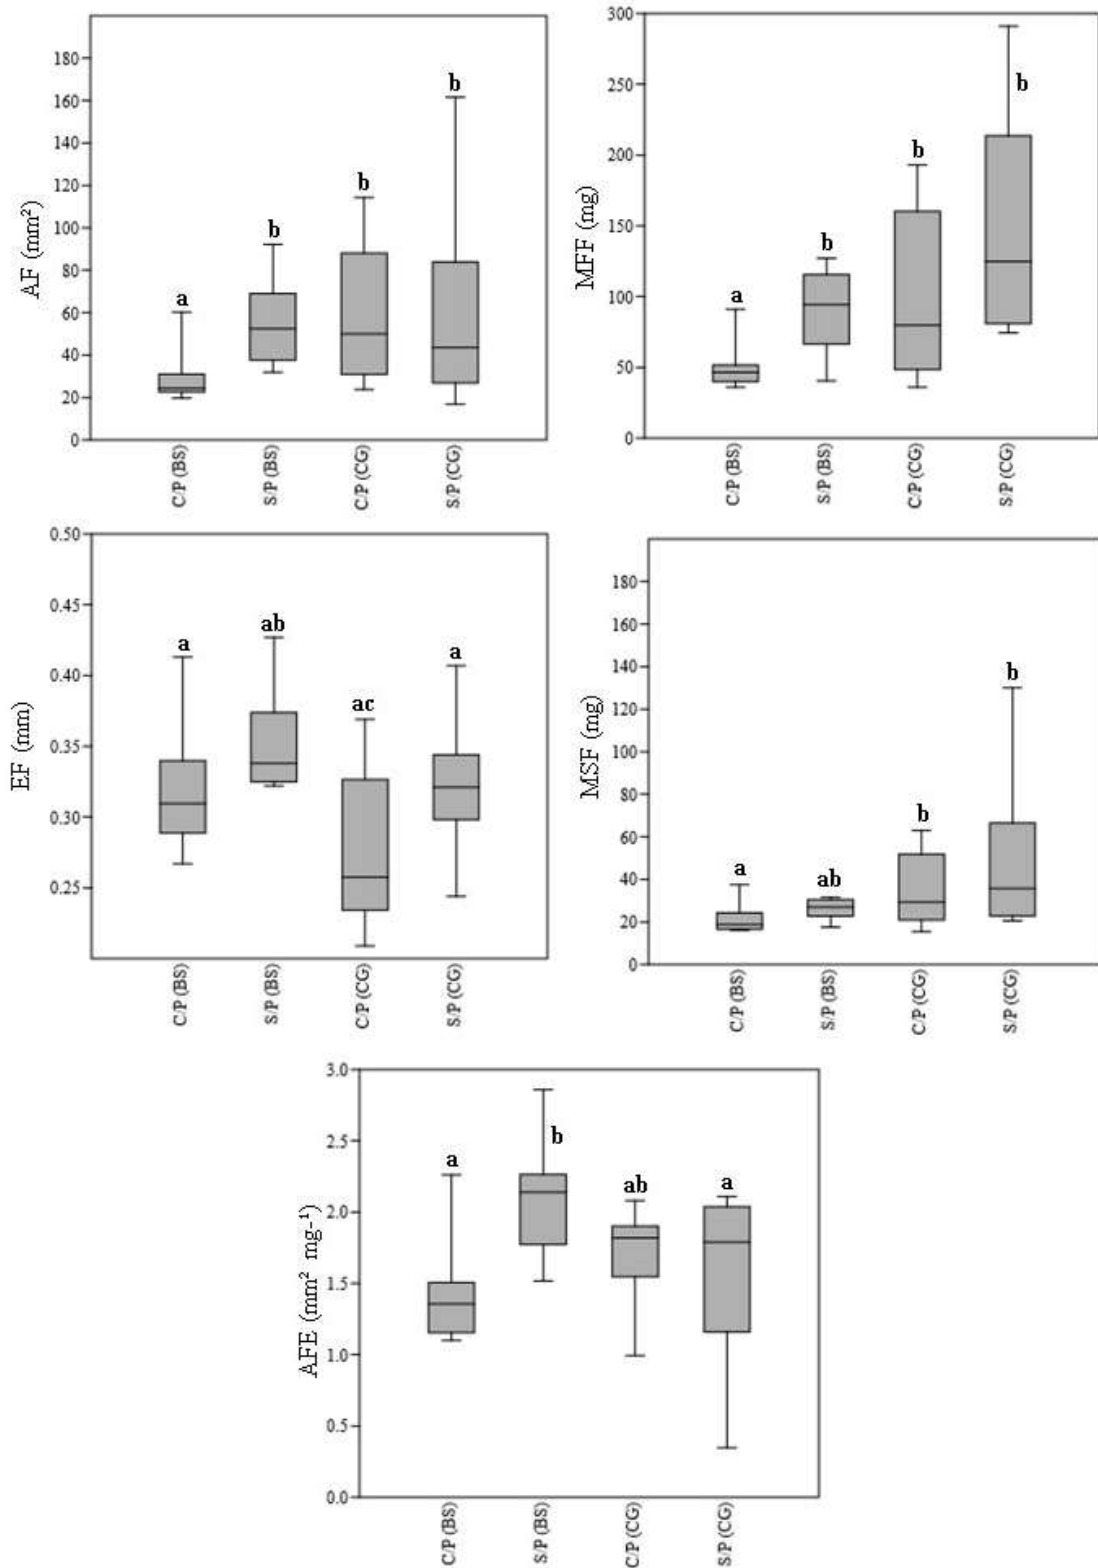 180
160
140
120
100
80
60
40
20
0
AF (mm²)
a
b
b
b
C/P (BS)
S/P (BS)
C/P (CG)
S/P (CG)
300
250
200
150
100
50
0
MFF (mg)
a
b
b
b
C/P (BS)
S/P (BS)
C/P (CG)
S/P (CG)
0.50
0.45
0.40
0.35
0.30
0.25
EF (mm)
a
ab
ac
a
C/P (BS)
S/P (BS)
C/P (CG)
S/P (CG)
180
160
140
120
100
80
60
40
20
0
MSF (mg)
a
ab
b
b
C/P (BS)
S/P (BS)
C/P (CG)
S/P (CG)
3.0
2.5
2.0
1.5
1.0
0.5
0.0
AFE (mm² mg-¹)
a
b
ab
a
C/P (BS)
S/P (BS)
C/P (CG)
S/P (CG)